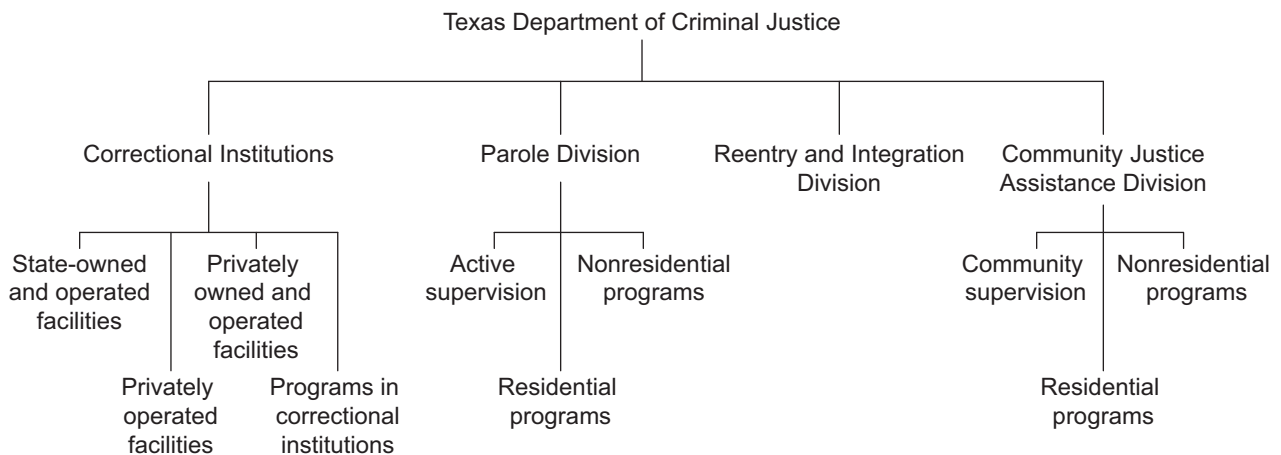 Texas Department of Criminal Justice
Correctional Institutions
Parole Division
Reentry and Integration
Division
Community Justice
Assistance Division
State-owned
and operated
facilities
Privately
operated
facilities
Privately
owned and
operated
facilities
Programs in
correctional
institutions
Active
supervision
Residential
programs
Nonresidential
programs
Community
supervision
Residential
programs
Nonresidential
programs